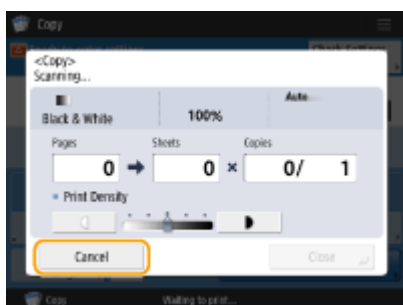 Copy
<Copy>
Scanning...
Black & White
100%
Auto
Pages
Sheets
Copies
0
0
×
0/ 1
Print Density
Cancel
Close
Copy
Waiting to print...